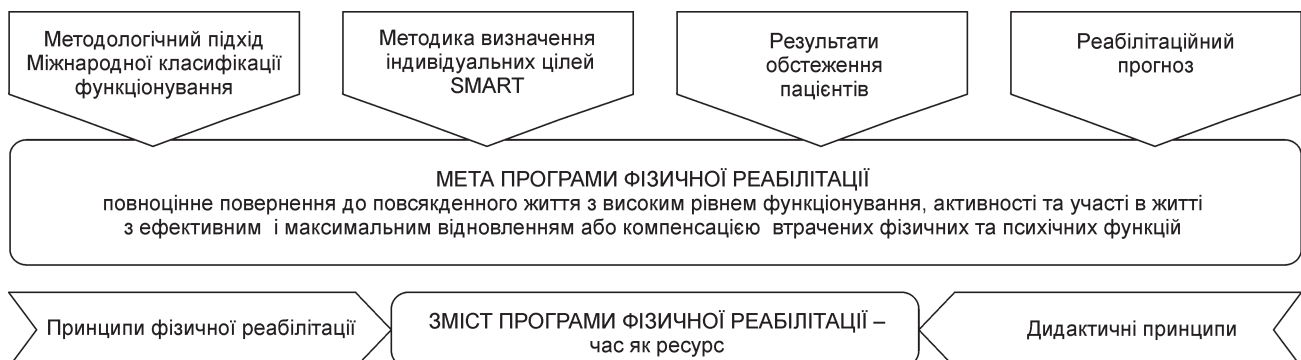 Методологічний підхід
Міжнародної класифікації
функціонування
Методика визначення
індивідуальних цілей
SMART
Результати
обстеження
пацієнтів
Реабілітаційний
прогноз
МЕТА ПРОГРАМИ ФІЗИЧНОЇ РЕАБІЛІТАЦІЇ
повноцінне повернення до повсякденного життя з високим рівнем функціонування, активності та участі в житті
з ефективним і максимальним відновленням або компенсацією втрачених фізичних та психічних функцій
Принципи фізичної реабілітації
ЗМІСТ ПРОГРАМИ ФІЗИЧНОЇ РЕАБІЛІТАЦІЇ –
час як ресурс
Дидактичні принципи